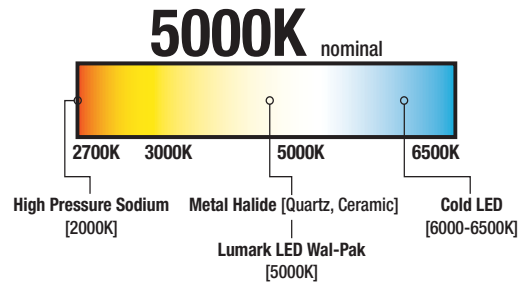 5000K nominal
2700K 3000K 5000K 6500K
High Pressure Sodium
[2000K]
Metal Halide [Quartz, Ceramic]
Lumark LED Wal-Pak
[5000K]
Cold LED
[6000-6500K]